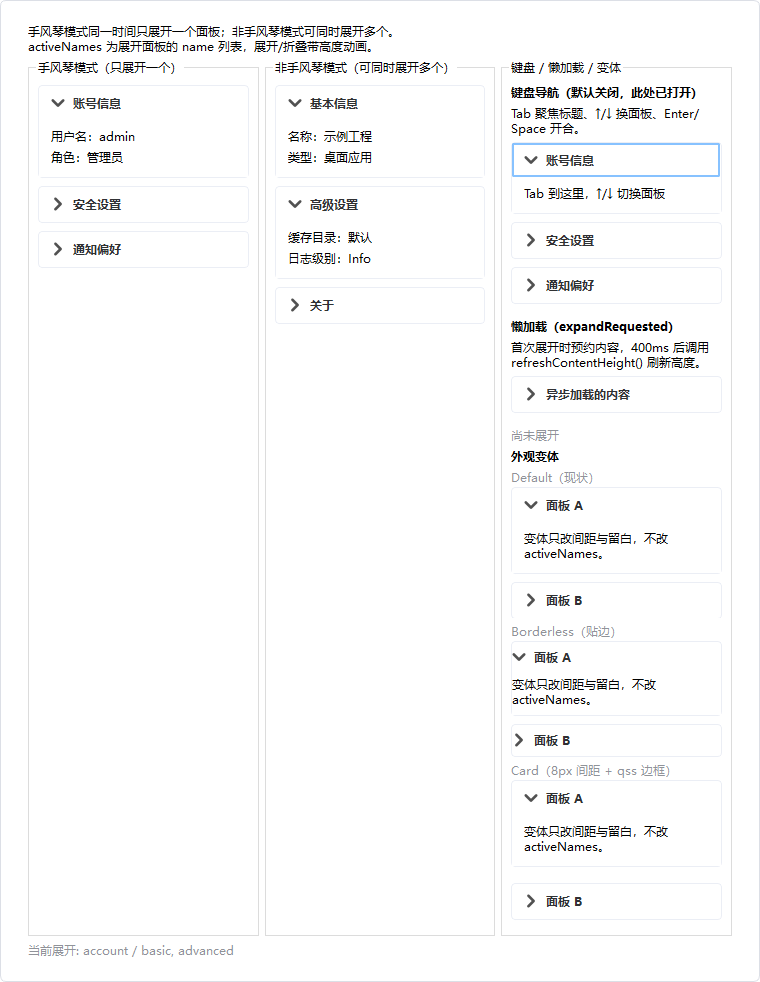 手风琴模式同一时间只展开一个面板；非手风琴模式可同时展开多个。
activeNames 为展开面板的 name 列表，展开/折叠带高度动画。
手风琴模式（只展开一个）
账号信息
用户名：admin
角色：管理员
安全设置
通知偏好
非手风琴模式（可同时展开多个）
基本信息
名称：示例工程
类型：桌面应用
高级设置
缓存目录：默认
日志级别：Info
关于
键盘 / 懒加载 / 变体
键盘导航（默认关闭，此处已打开）
Tab 聚焦标题、↑/↓ 换面板、Enter/
Space 开合。
账号信息
Tab 到这里，↑/↓ 切换面板
安全设置
通知偏好
懒加载（expandRequested）
首次展开时预约内容，400ms 后调用
refreshContentHeight() 刷新高度。
异步加载的内容
尚未展开
外观变体
Default（现状）
面板 A
变体只改间距与留白，不改
activeNames。
面板 B
Borderless（贴边）
面板 A
变体只改间距与留白，不改
activeNames。
面板 B
Card（8px 间距 + qss 边框）
面板 A
变体只改间距与留白，不改
activeNames。
面板 B
当前展开: account / basic, advanced